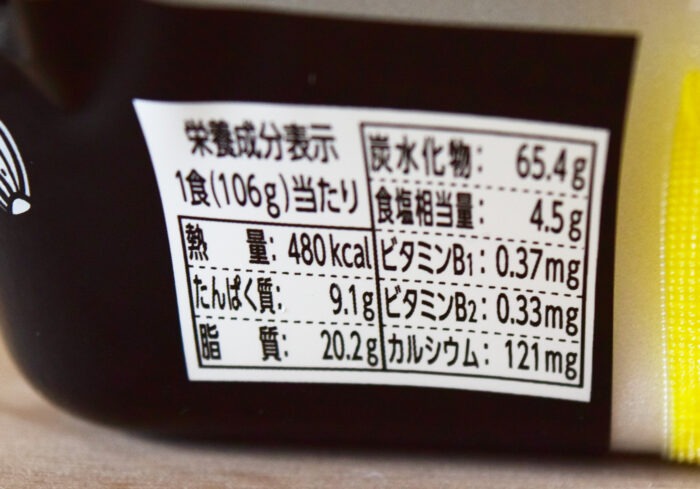 栄養成分表示
1食(106g)当たり
熱量: 480kcal
たんぱく質: 9.1g
脂質: 20.2g
炭水化物: 65.4g
食塩相当量: 4.5g
ビタミンB1: 0.37mg
ビタミンB2: 0.33mg
カルシウム: 121mg